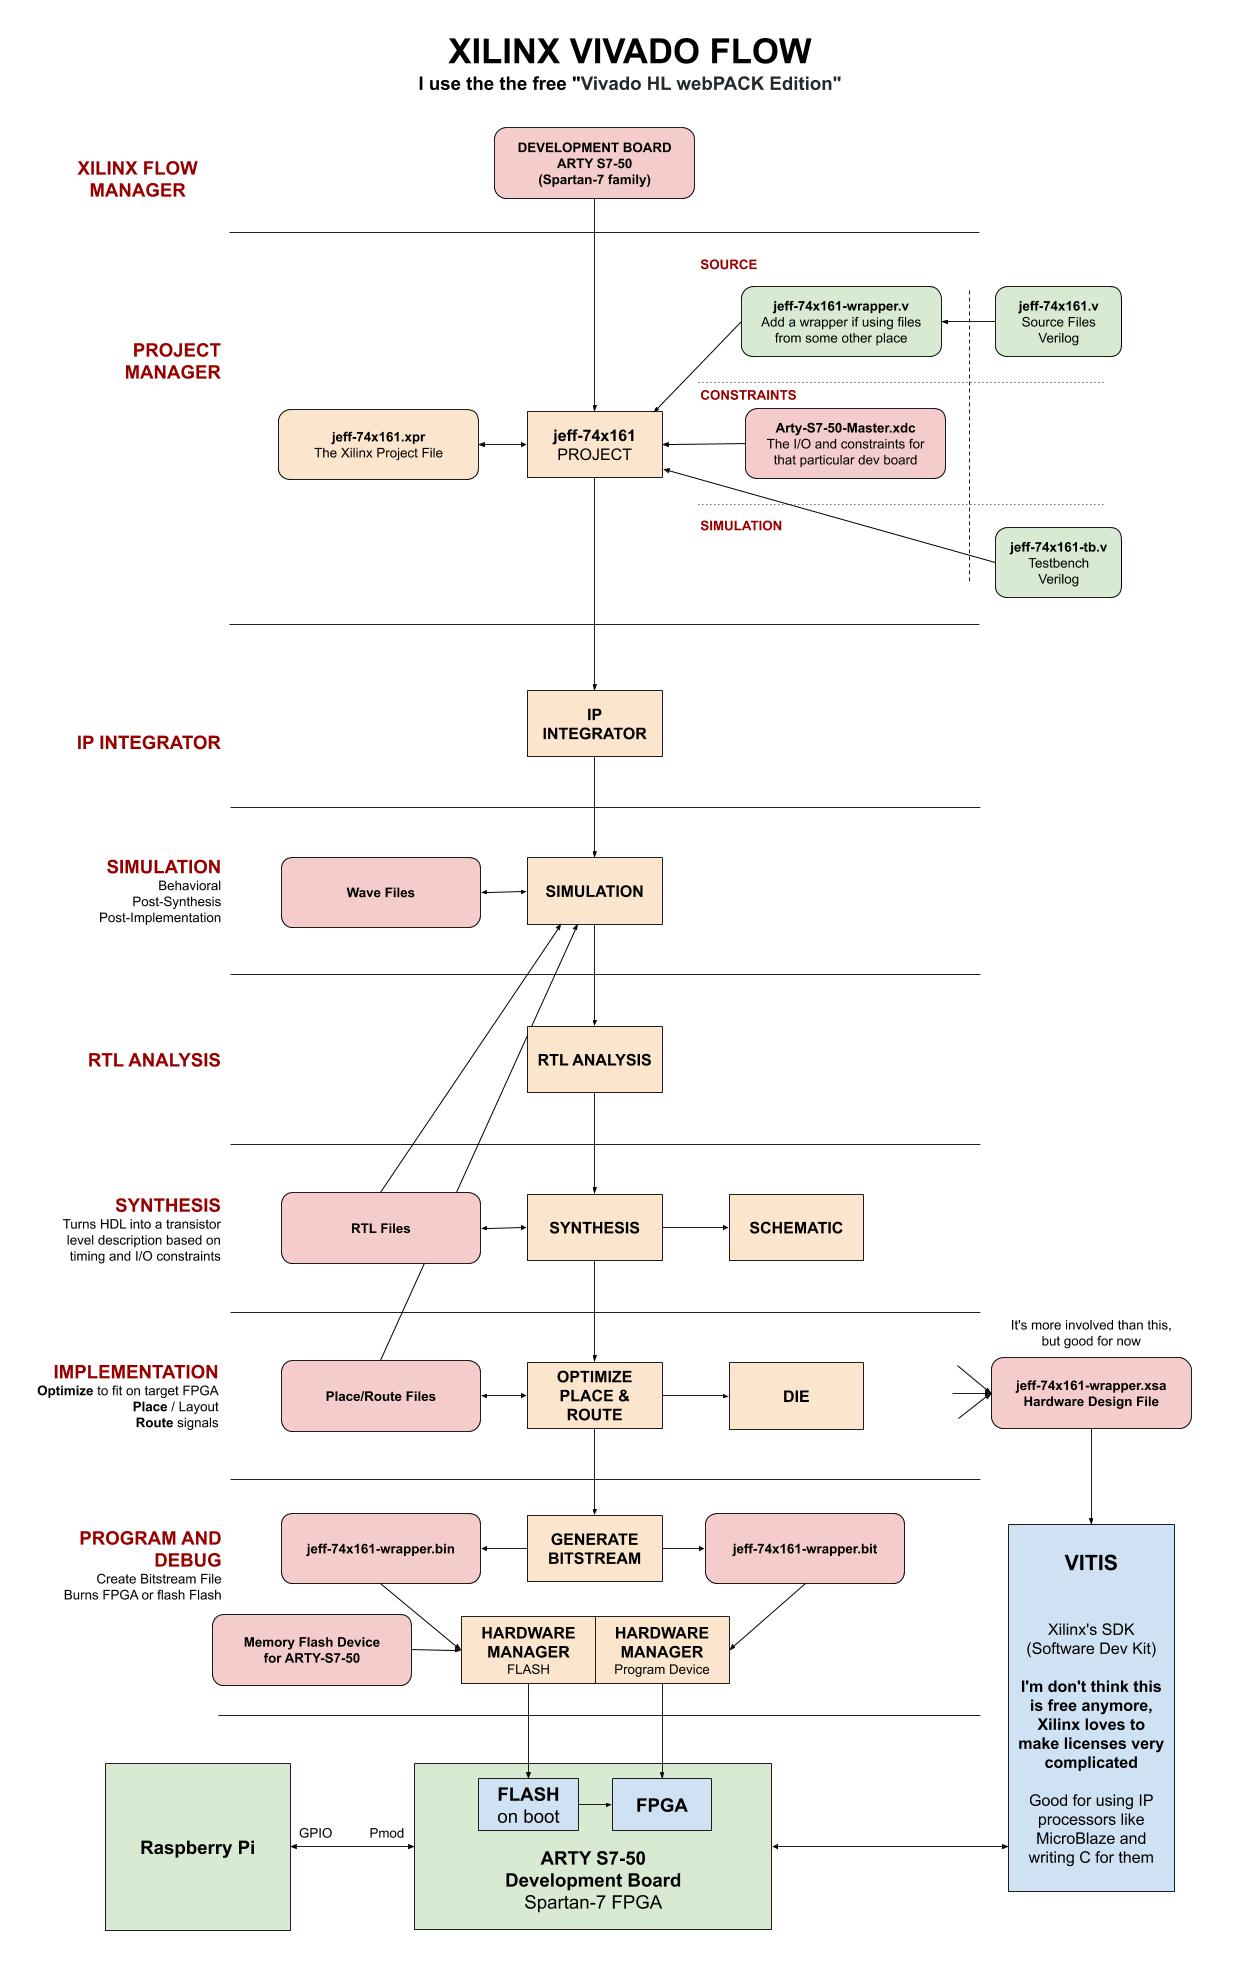 XILINX VIVADO FLOW
I use the the free "Vivado HL webPACK Edition"
DEVELOPMENT BOARD
ARTY S7-50
(Spartan-7 family)
XILINX FLOW
MANAGER
SOURCE
jeff-74x161-wrapper.v
Add a wrapper if using files
from some other place
jeff-74x161.v
Source Files
Verilog
PROJECT
MANAGER
CONSTRAINTS
jeff-74x161.xpr
The Xilinx Project File
jeff-74x161
PROJECT
Arty-S7-50-Master.xdc
The I/O and constraints for
that particular dev board
SIMULATION
jeff-74x161-tb.v
Testbench
Verilog
IP INTEGRATOR
IP
INTEGRATOR
SIMULATION
Behavioral
Post-Synthesis
Post-Implementation
Wave Files
SIMULATION
RTL ANALYSIS
RTL ANALYSIS
SYNTHESIS
Turns HDL into a transistor
level description based on
timing and I/O constraints
RTL Files
SYNTHESIS
SCHEMATIC
IMPLEMENTATION
Optimize to fit on target FPGA
Place / Layout
Route signals
Place/Route Files
OPTIMIZE
PLACE &
ROUTE
DIE
It's more involved than this,
but good for now
jeff-74x161-wrapper.xsa
Hardware Design File
PROGRAM AND
DEBUG
Create Bitstream File
Burns FPGA or flash Flash
jeff-74x161-wrapper.bin
GENERATE
BITSTREAM
jeff-74x161-wrapper.bit
Memory Flash Device
for ARTY-S7-50
HARDWARE
MANAGER
FLASH
HARDWARE
MANAGER
Program Device
VITIS
Xilinx's SDK
(Software Dev Kit)
I'm don't think this
is free anymore,
Xilinx loves to
make licenses very
complicated
Good for using IP
processors like
MicroBlaze and
writing C for them
Raspberry Pi
GPIO
Pmod
FLASH
on boot
FPGA
ARTY S7-50
Development Board
Spartan-7 FPGA